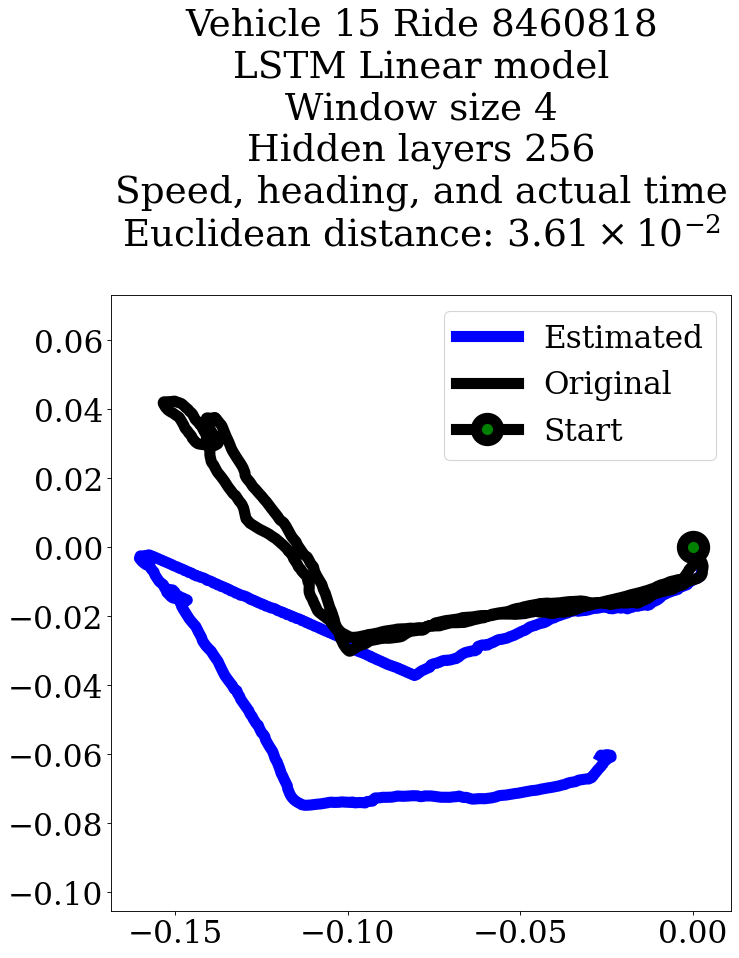 Vehicle 15 Ride 8460818
LSTM Linear model
Window size 4
Hidden layers 256
Speed, heading, and actual time
Euclidean distance: 3.61 × 10⁻²
Estimated
Original
Start
0.06
0.04
0.02
0.00
−0.02
−0.04
−0.06
−0.08
−0.10
−0.15 −0.10 −0.05 0.00